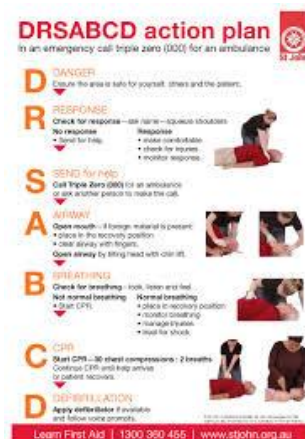 DRSABCD action plan
In an emergency call triple zero (000) for an ambulance
St John
D DANGER
Ensure the area is safe for yourself, others and the patient.
R RESPONSE
Check for response—ask name—squeeze shoulders
No response
• Send for help.
Response
• make comfortable
• check for injuries
• monitor response.
S SEND for help
Call Triple Zero (000) for an ambulance
or ask another person to make the call.
A AIRWAY
Open mouth—if foreign material is present:
• place in the recovery position
• clear airway with fingers.
Open airway by tilting head with chin lift.
B BREATHING
Check for breathing—look, listen and feel.
Not normal breathing
• Start CPR.
Normal breathing
• place in recovery position
• monitor breathing
• manage injuries
• treat for shock.
C CPR
Start CPR—30 chest compressions : 2 breaths
Continue CPR until help arrives
or patient recovers.
D DEFIBRILLATION
Apply defibrillator if available
and follow voice prompts.
Learn First Aid | 1300 360 455 | www.stjohn.org.au